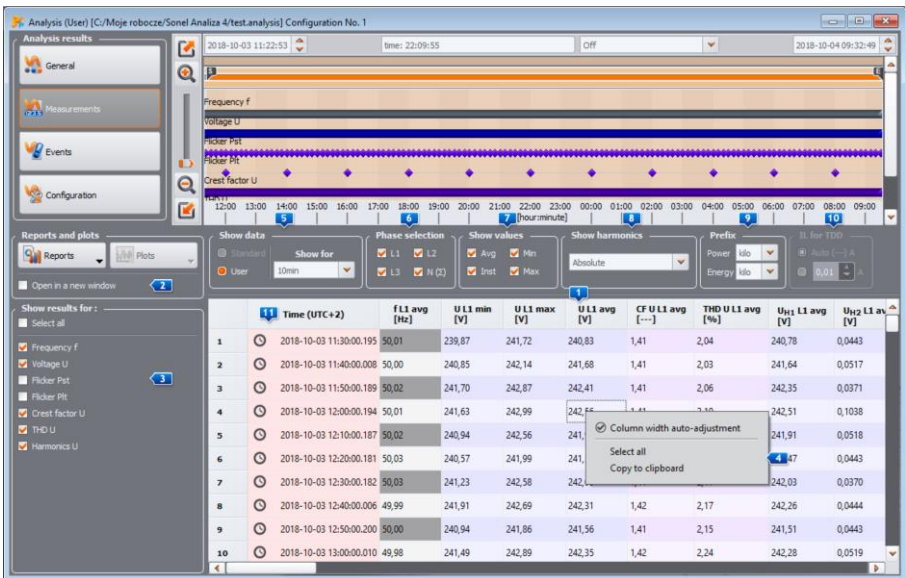 Analysis (User) [C:/Moje robocze/Sonel Analiza 4/test.analysis] Configuration No. 1
Analysis results
General
Measurements
Events
Configuration
2018-10-03 11:22:53 time: 22:09:55 Off 2018-10-04 09:32:49
S E
Frequency f
Voltage U
Flicker Pst
Flicker Plt
Crest factor U
THD U
12:00 13:00 14:00 15:00 16:00 17:00 18:00 19:00 20:00 21:00 22:00 23:00 00:00 01:00 02:00 03:00 04:00 05:00 06:00 07:00 08:00 09:00
[hour:minute]
5 6 7 8 9 10
Reports and plots
Reports Plots
Open in a new window 2
Show data
Standard Show for
User 10min
Phase selection
L1 L2
L3 N (Σ)
Show values
Avg Min
Inst Max
Show harmonics
Absolute
1
Prefix
Power kilo
Energy kilo
IL for TDD
Auto (---) A
0,01 A
Show results for :
Select all
Frequency f
Voltage U
Flicker Pst 3
Flicker Plt
Crest factor U
THD U
Harmonics U
11 Time (UTC+2) f L1 avg [Hz] U L1 min [V] U L1 max [V] U L1 avg [V] CF U L1 avg [---] THD U L1 avg [%] UH1 L1 avg [V] UH2 L1 av [V]
1 2018-10-03 11:30:00.195 50,01 239,87 241,72 240,83 1,41 2,04 240,78 0,0443
2 2018-10-03 11:40:00.008 50,00 240,85 242,14 241,68 1,41 2,03 241,64 0,0517
3 2018-10-03 11:50:00.189 50,02 241,70 242,87 242,41 1,41 2,06 242,35 0,0371
4 2018-10-03 12:00:00.194 50,01 241,63 242,99 242,56 1,41 2,10 242,51 0,1038
5 2018-10-03 12:10:00.187 50,02 240,94 242,56 241, 241,91 0,0518
6 2018-10-03 12:20:00.181 50,03 240,57 241,99 241, 47 0,0443
7 2018-10-03 12:30:00.182 50,03 241,23 242,58 242, 242,03 0,0370
8 2018-10-03 12:40:00.006 49,99 241,91 242,69 242,31 1,42 2,17 242,26 0,0444
9 2018-10-03 12:50:00.200 50,00 240,94 241,86 241,56 1,41 2,15 241,51 0,0443
10 2018-10-03 13:00:00.010 49,98 241,49 242,89 242,35 1,42 2,24 242,28 0,0519
Column width auto-adjustment
Select all
Copy to clipboard
4